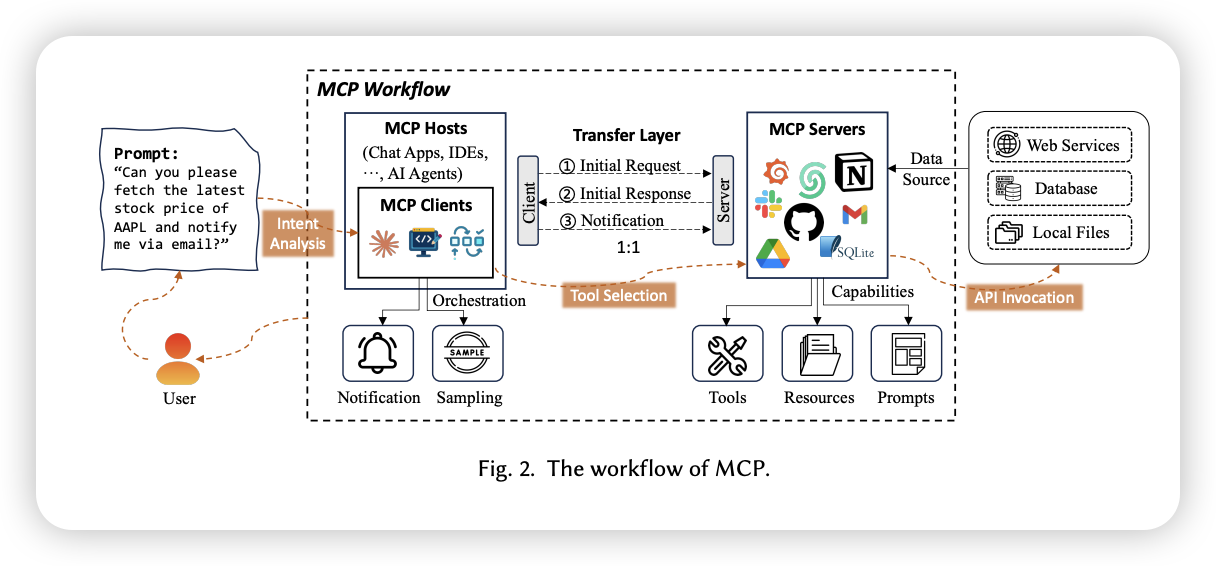 MCP Workflow
Prompt:
“Can you please
fetch the latest
stock price of
AAPL and notify
me via email?”
User
Intent
Analysis
MCP Hosts
(Chat Apps, IDEs,
···, AI Agents)
MCP Clients
Orchestration
Notification
SAMPLE
Sampling
Transfer Layer
Client
① Initial Request
② Initial Response
③ Notification
1:1
Server
Tool Selection
MCP Servers
N
SQLite
Capabilities
Tools
Resources
Prompts
Data
Source
Web Services
Database
Local Files
API Invocation
Fig. 2. The workflow of MCP.